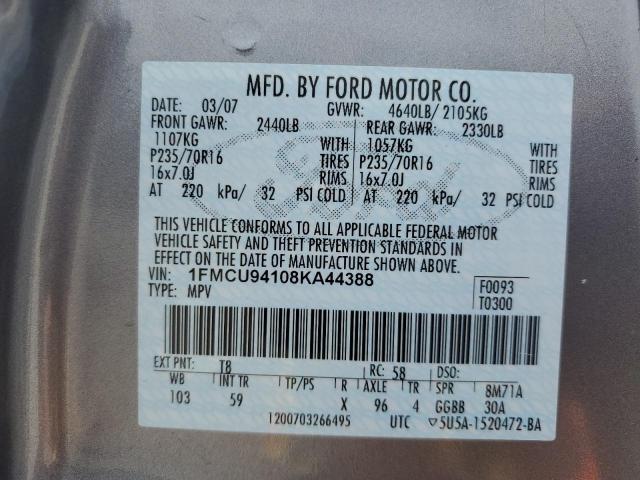 MFD. BY FORD MOTOR CO.
DATE: 03/07 GVWR: 4640LB/ 2105KG
FRONT GAWR: 2440LB REAR GAWR: 2330LB
1107KG WITH 1057KG WITH
P235/70R16 TIRES P235/70R16 TIRES
16x7.0J RIMS 16x7.0J RIMS
AT 220 kPa/ 32 PSI COLD AT 220 kPa/ 32 PSI COLD
THIS VEHICLE CONFORMS TO ALL APPLICABLE FEDERAL MOTOR
VEHICLE SAFETY AND THEFT PREVENTION STANDARDS IN
EFFECT ON THE DATE OF MANUFACTURE SHOWN ABOVE.
VIN: 1FMCU94108KA44388 F0093
TYPE: MPV T0300
EXT PNT: T8 RC: 58 DSO:
WB INT TR TP/PS R AXLE TR SPR 8M71A
103 59 X 96 4 GGBB 30A
1200703266495 UTC ▽5U5A-1520472-BA
Ford